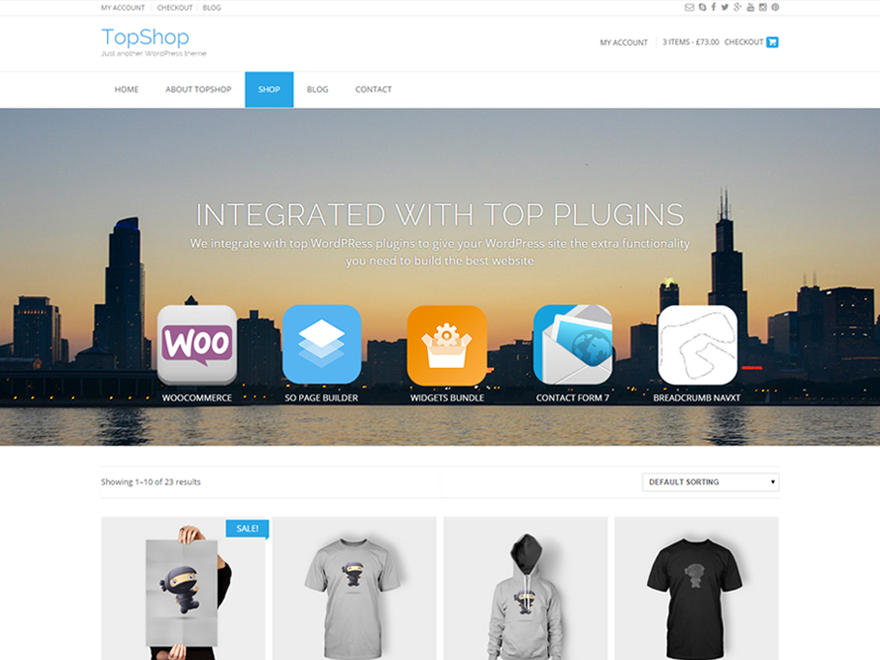 MY ACCOUNT CHECKOUT BLOG
TopShop
Just another WordPress theme
MY ACCOUNT 3 ITEMS - £73.00 CHECKOUT
HOME ABOUT TOPSHOP SHOP BLOG CONTACT
INTEGRATED WITH TOP PLUGINS
We integrate with top WordPRess plugins to give your WordPress site the extra functionality
you need to build the best website
WOO
WOOCOMMERCE SO PAGE BUILDER WIDGETS BUNDLE CONTACT FORM 7 BREADCRUMB NAVXT
Showing 1–10 of 23 results
DEFAULT SORTING
SALE!